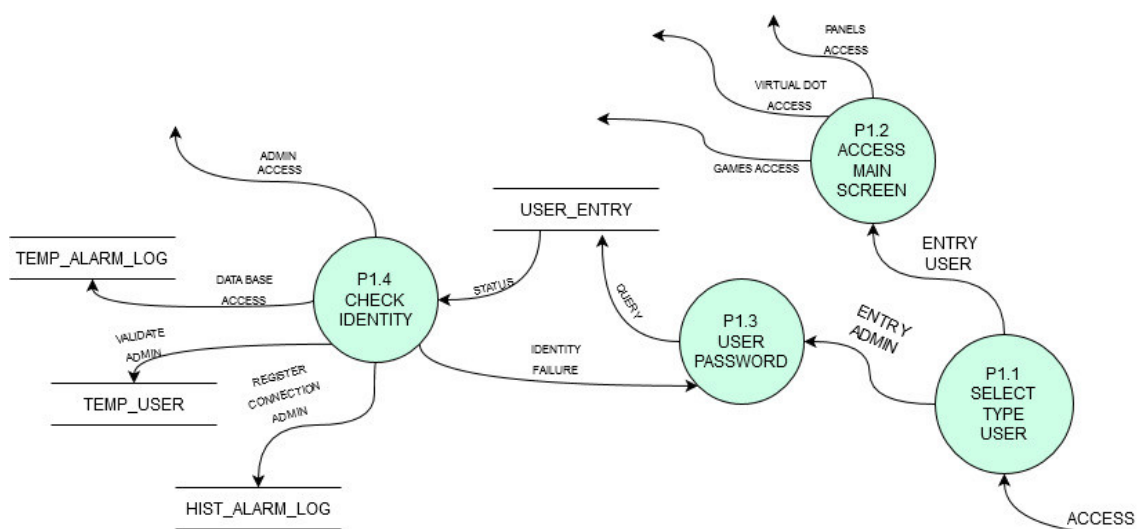 PANELS
ACCESS
VIRTUAL DOT
ACCESS
P1.2
ACCESS
MAIN
SCREEN
GAMES ACCESS
ADMIN
ACCESS
USER_ENTRY
TEMP_ALARM_LOG
DATA BASE
ACCESS
P1.4
CHECK
IDENTITY
STATUS
QUERY
ENTRY
USER
P1.3
USER
PASSWORD
ENTRY
ADMIN
VALIDATE
ADMIN
IDENTITY
FAILURE
TEMP_USER
REGISTER
CONNECTION
ADMIN
P1.1
SELECT
TYPE
USER
HIST_ALARM_LOG
ACCESS